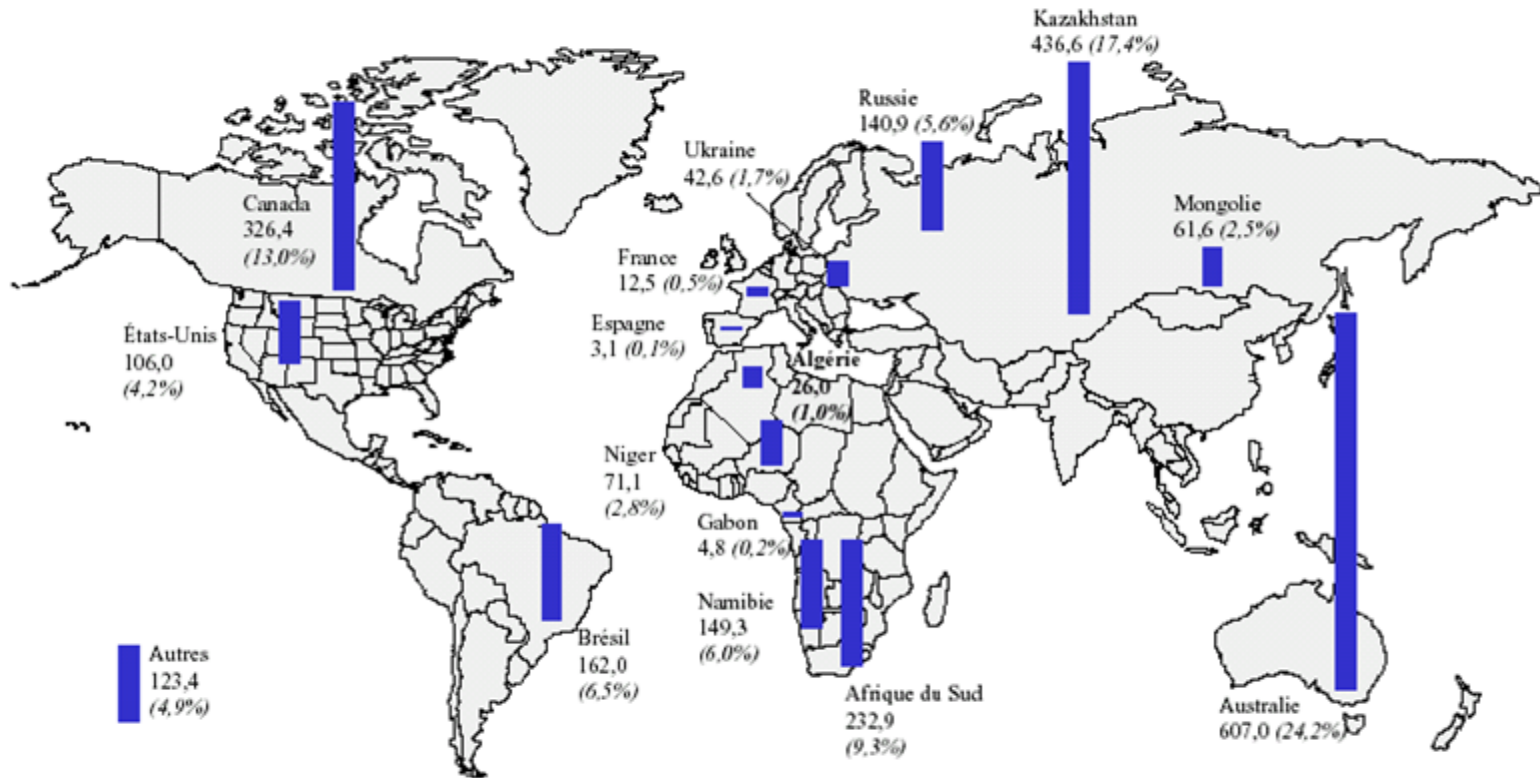 Kazakhstan
436,6 (17,4%)
Russie
140,9 (5,6%)
Ukraine
42,6 (1,7%)
Canada
326,4
(13,0%)
Mongolie
61,6 (2,5%)
France
12,5 (0,5%)
Espagne
3,1 (0,1%)
États-Unis
106,0
(4,2%)
Algérie
26,0
(1,0%)
Niger
71,1
(2,8%)
Gabon
4,8 (0,2%)
Namibie
149,3
(6,0%)
Brésil
162,0
(6,5%)
Autres
123,4
(4,9%)
Afrique du Sud
232,9
(9,3%)
Australie
607,0 (24,2%)